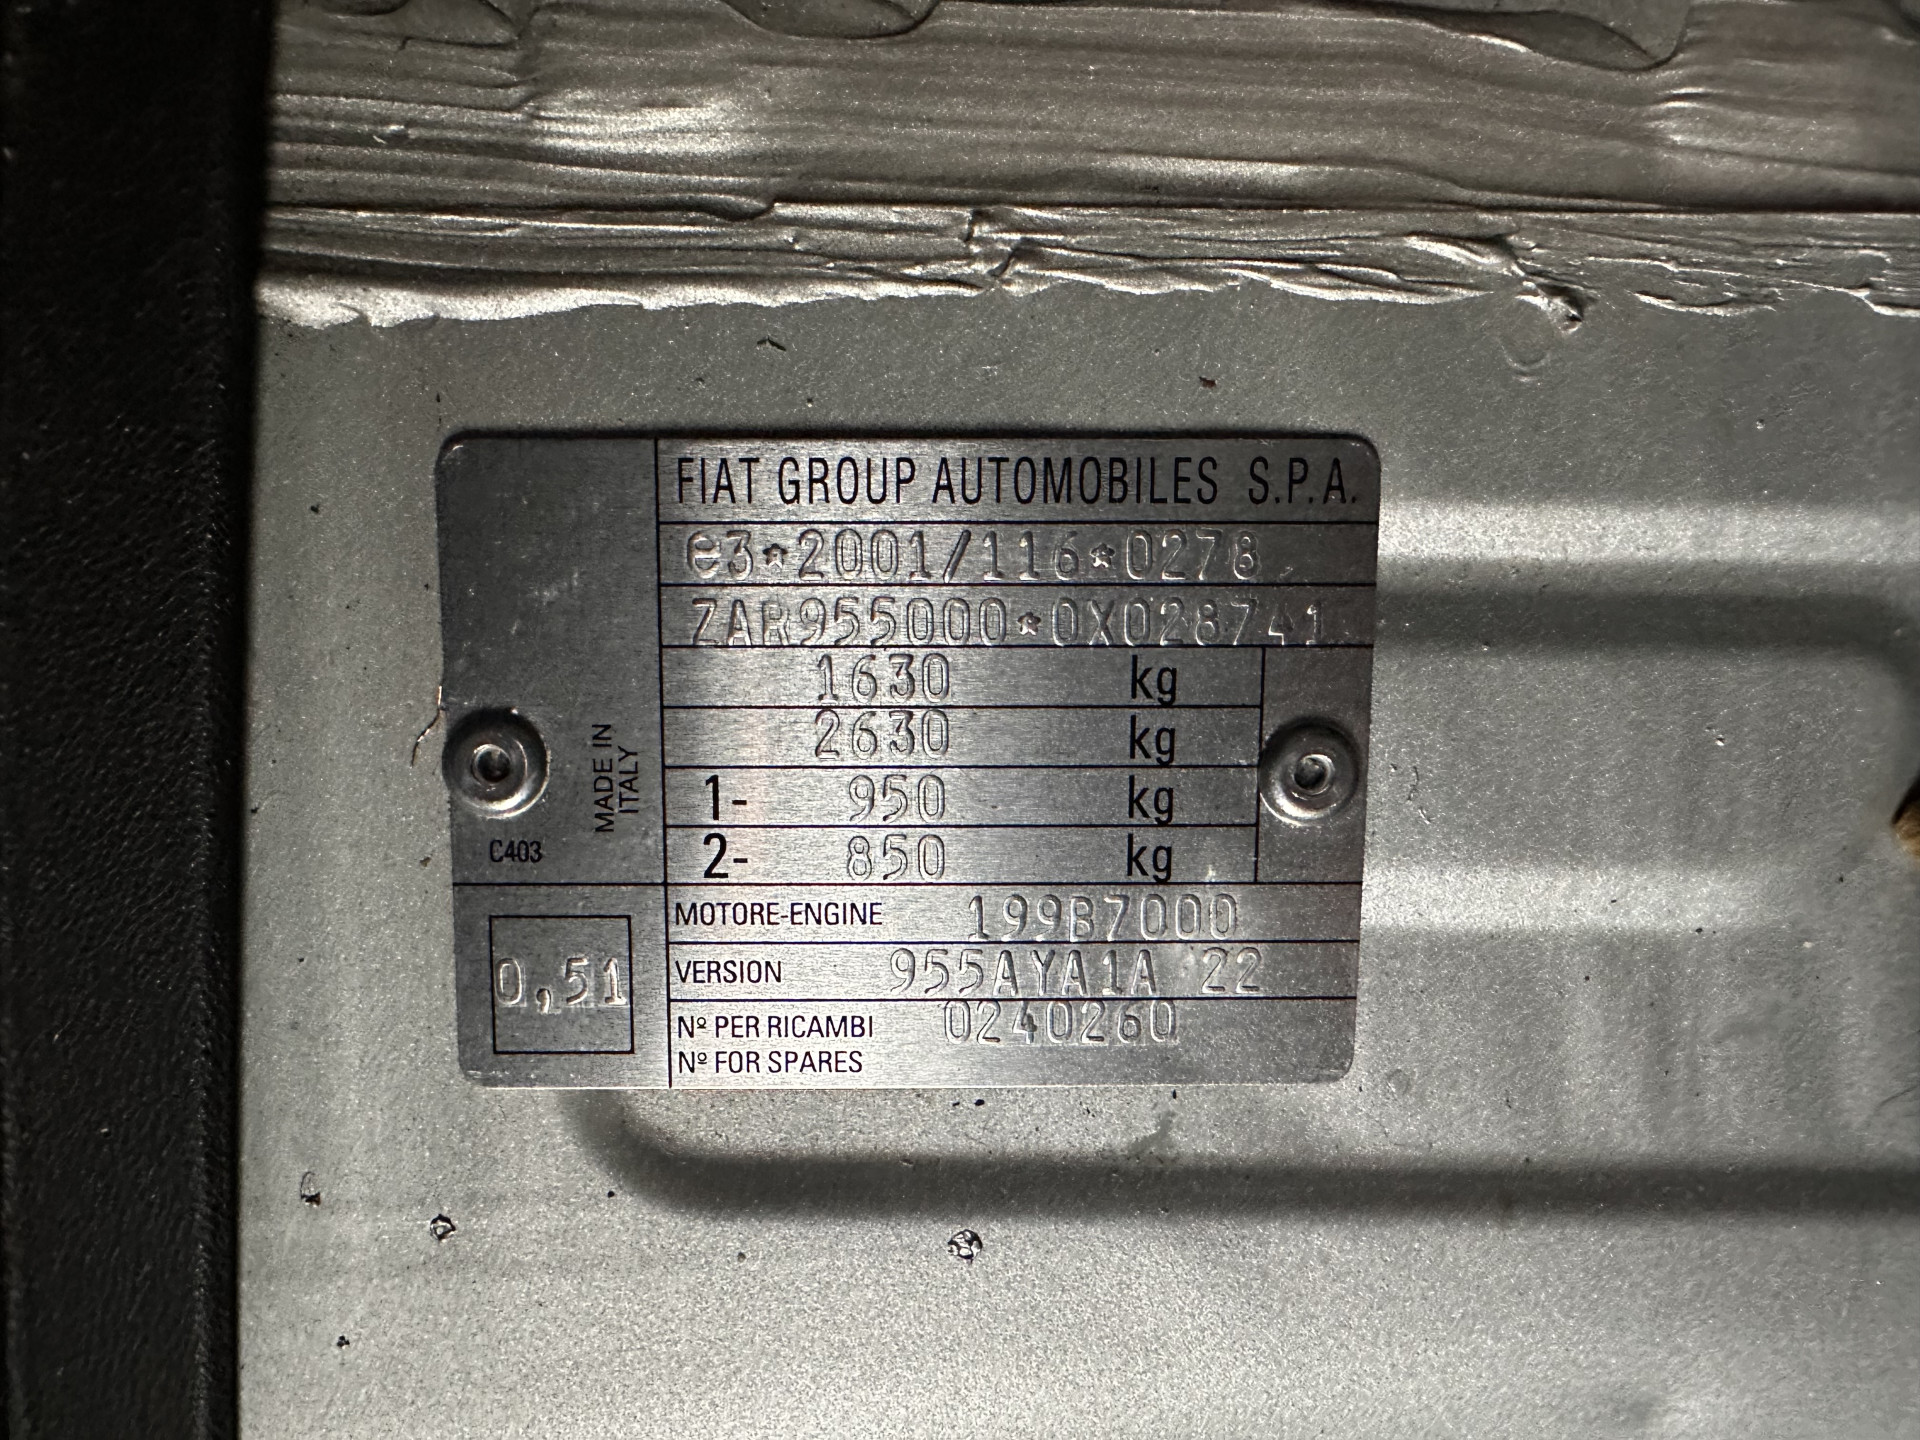 FIAT GROUP AUTOMOBILES S.P.A.
e3*2001/116*0278
ZAR955000*0X028741
1630 kg
2630 kg
1- 950 kg
2- 850 kg
MADE IN
ITALY
C403
0,51
MOTORE-ENGINE 199B7000
VERSION 955AYA1A 22
Nº PER RICAMBI 0240260
Nº FOR SPARES